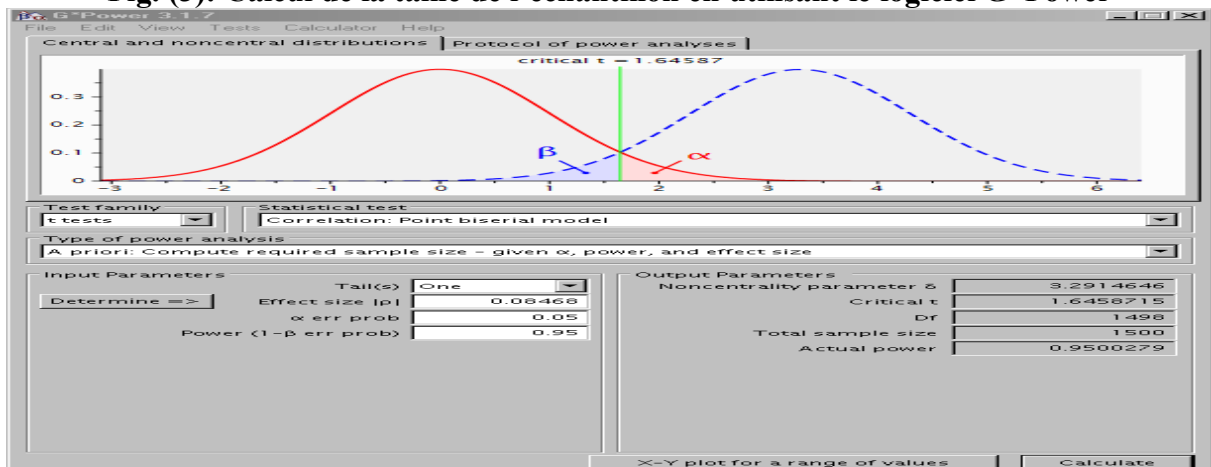 Fig. (5): Calcul de la taille de l'échantillon en utilisant le logiciel G*Power
G*Power 3.1.7
File Edit View Tests Calculator Help
Central and noncentral distributions Protocol of power analyses
critical t = 1.64587
0.3
0.2
0.1
0
β
α
-3 -2 -1 0 1 2 3 4 5 6
Test family Statistical test
t tests Correlation: Point biserial model
Type of power analysis
A priori: Compute required sample size - given α, power, and effect size
Input Parameters Output Parameters
Tail(s) One Noncentrality parameter δ 3.2914646
Determine => Effect size |ρ| 0.08468 Critical t 1.6458715
α err prob 0.05 Df 1498
Power (1-β err prob) 0.95 Total sample size 1500
Actual power 0.9500279
X-Y plot for a range of values Calculate